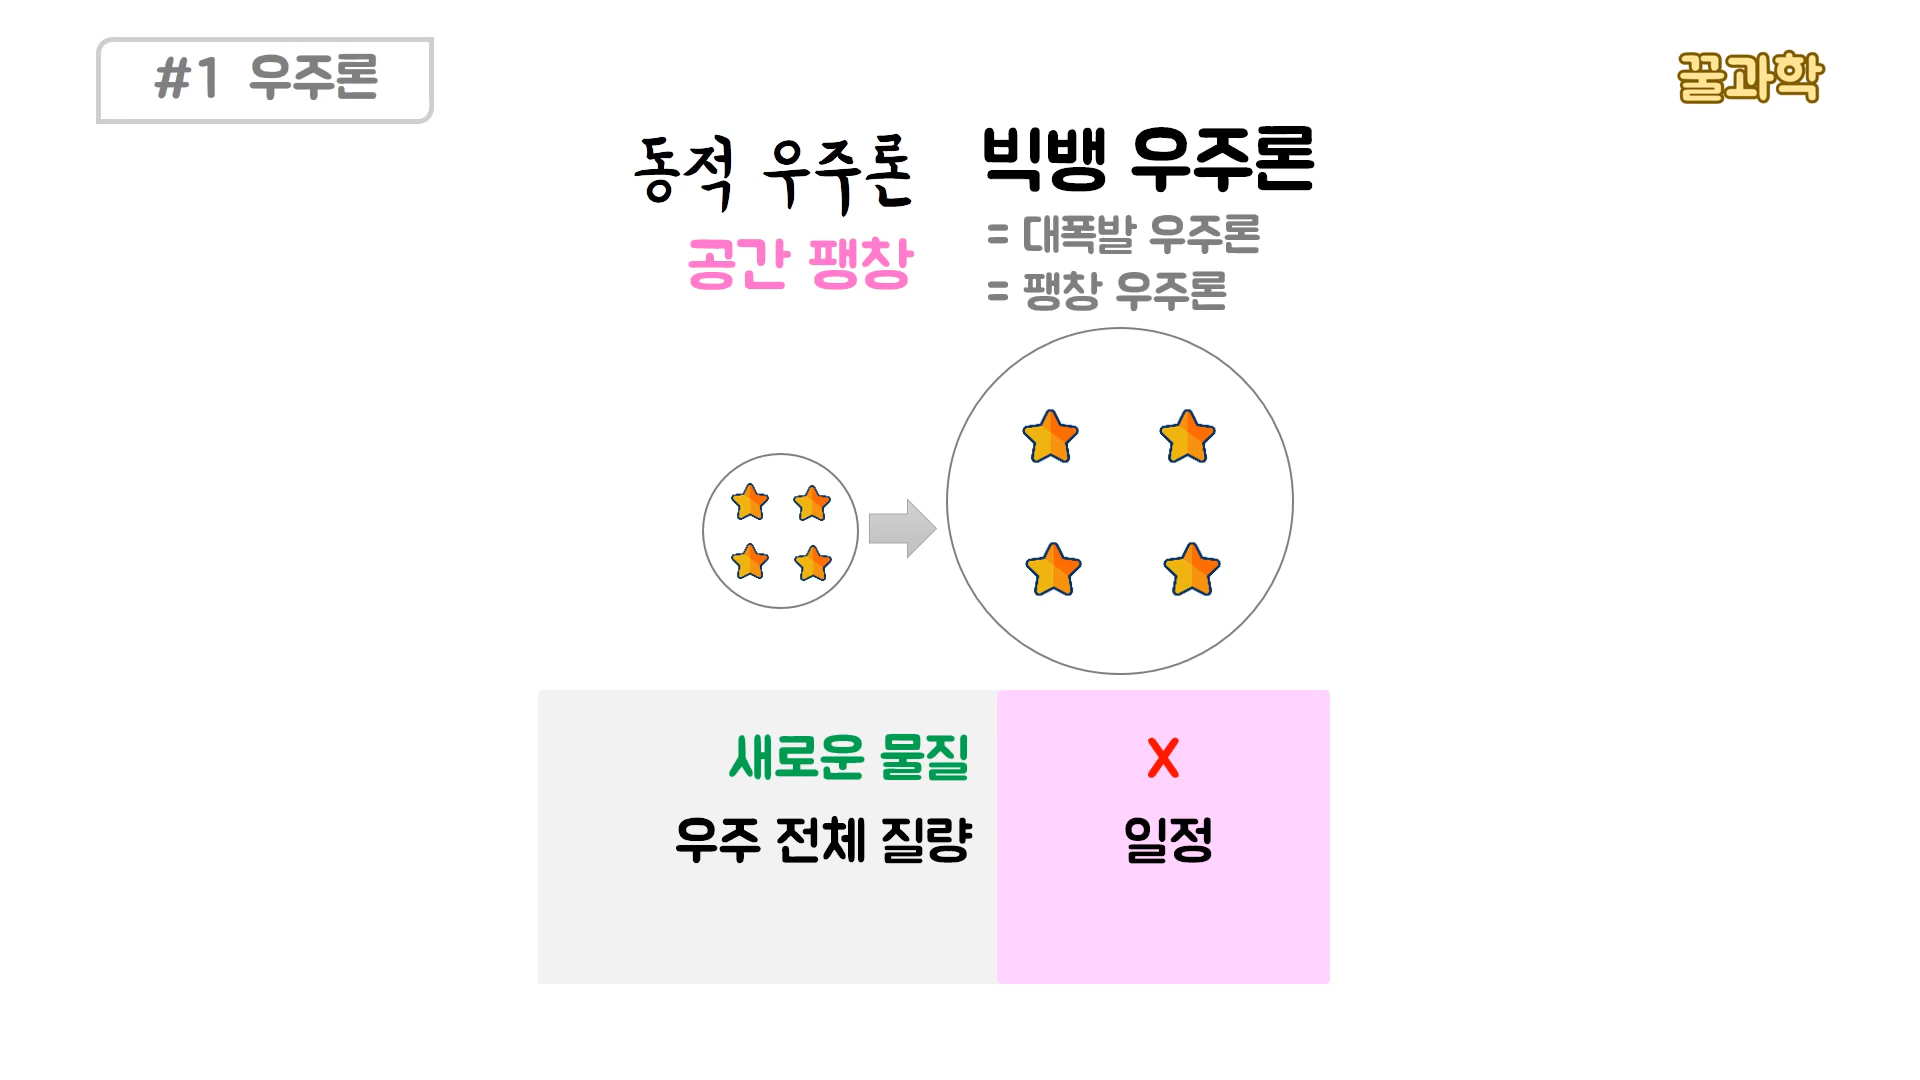 #1 우주론
꿀과학
동적 우주론
공간 팽창
빅뱅 우주론
= 대폭발 우주론
= 팽창 우주론
새로운 물질 X
우주 전체 질량 일정